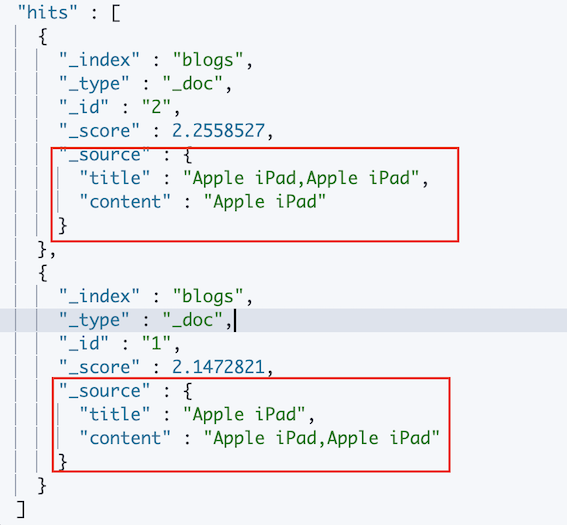 "hits" : [
{
"_index" : "blogs",
"_type" : "_doc",
"_id" : "2",
"_score" : 2.2558527,
"_source" : {
"title" : "Apple iPad,Apple iPad",
"content" : "Apple iPad"
}
},
{
"_index" : "blogs",
"_type" : "_doc",
"_id" : "1",
"_score" : 2.1472821,
"_source" : {
"title" : "Apple iPad",
"content" : "Apple iPad,Apple iPad"
}
}
]